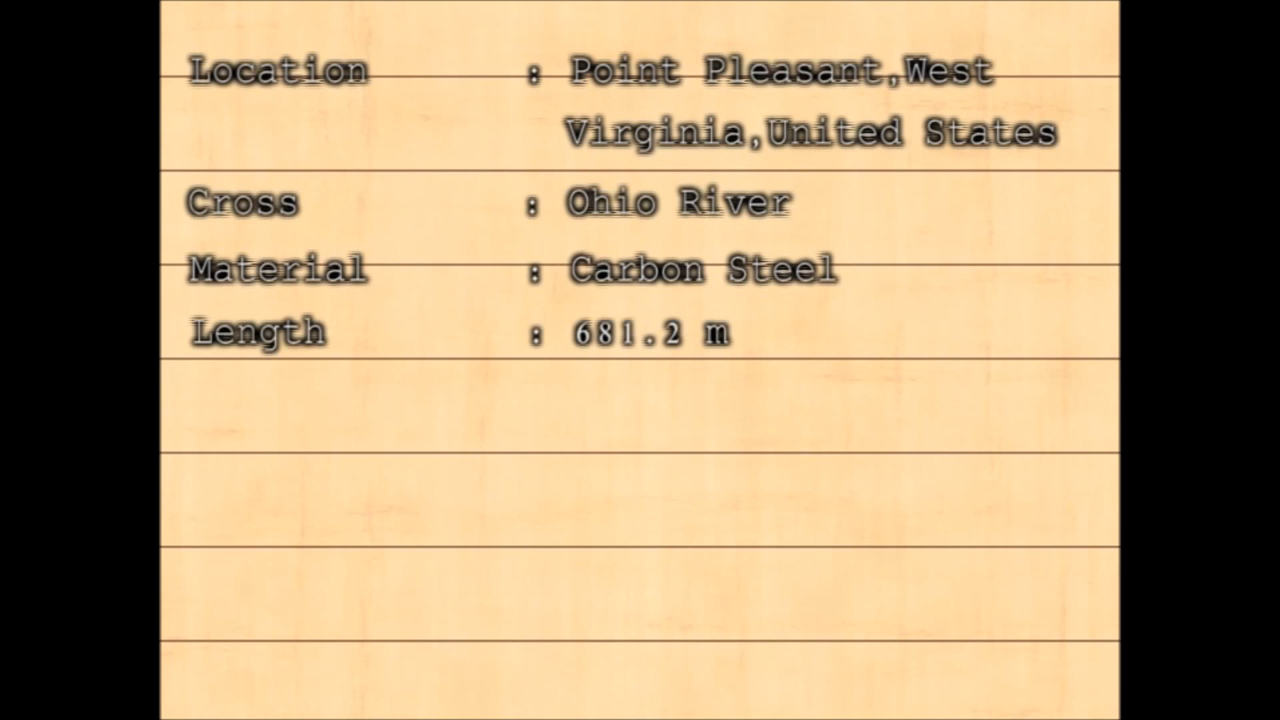 Location : Point Pleasant,West
Virginia,United States
Cross : Ohio River
Material : Carbon Steel
Length : 681.2 m